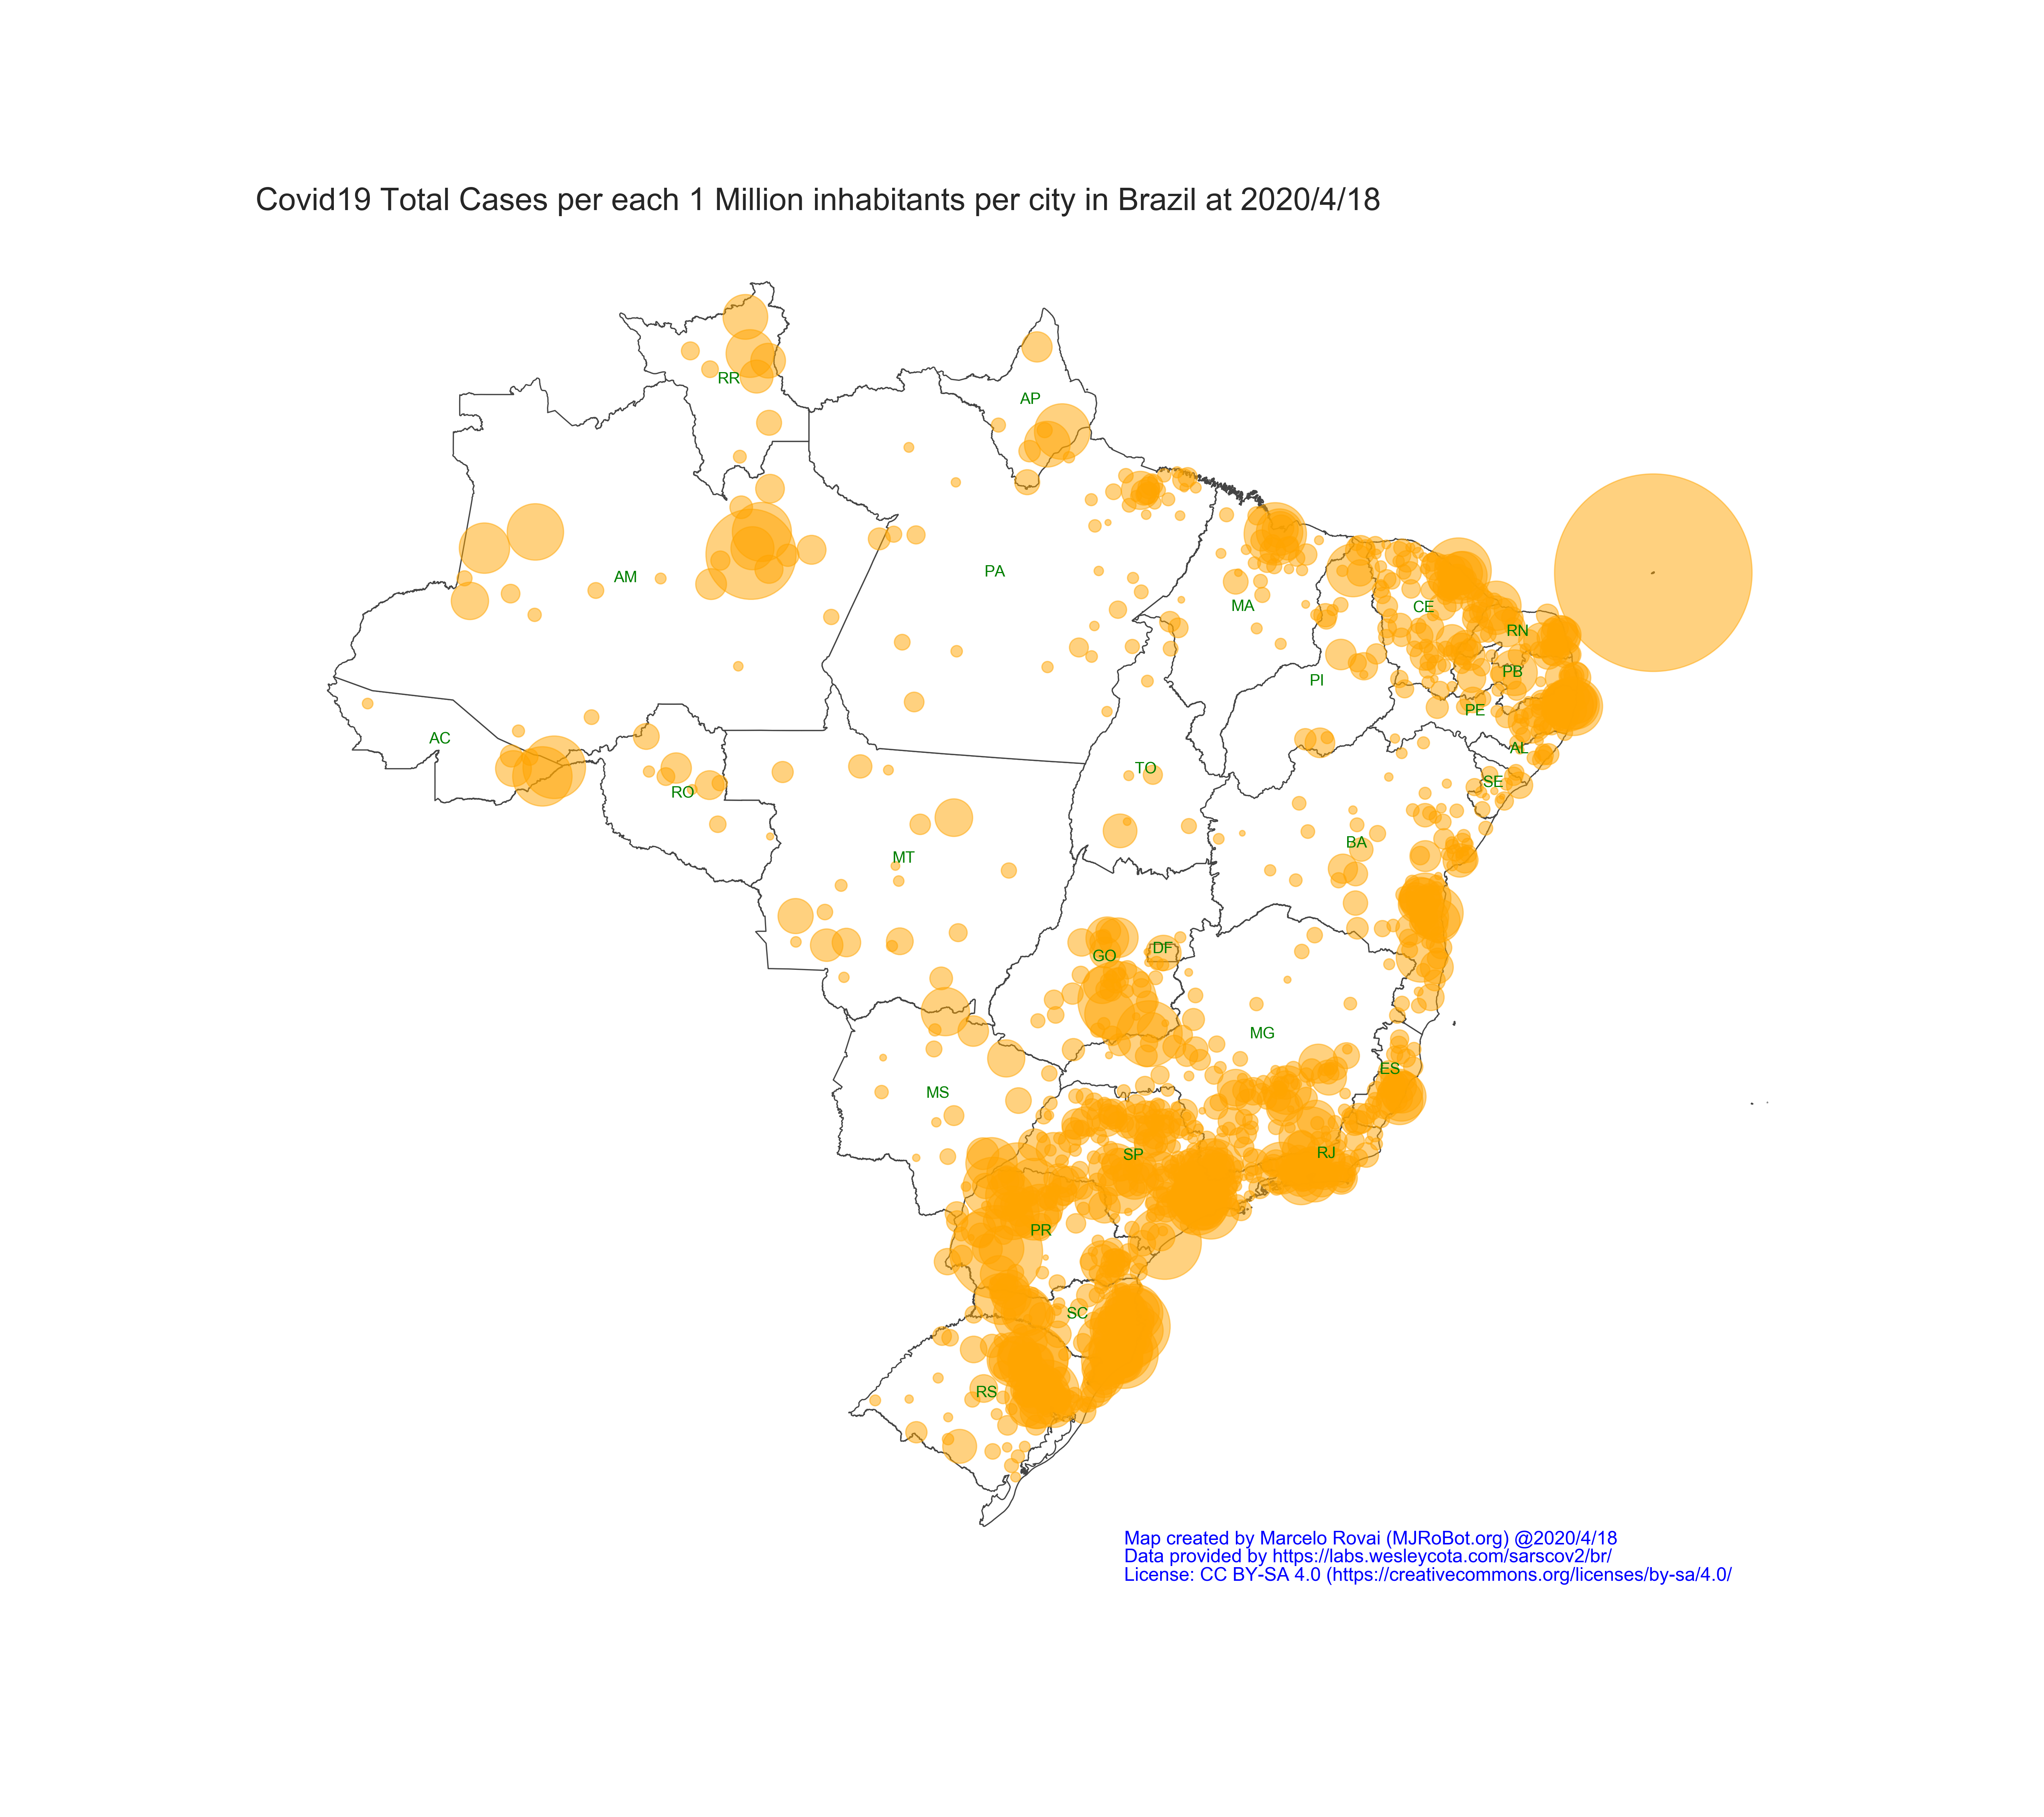 Covid19 Total Cases per each 1 Million inhabitants per city in Brazil at 2020/4/18
RR
AP
AM
PA
MA
CE
RN
PB
PI
PE
AC
AL
TO
SE
RO
BA
MT
DF
GO
MG
ES
MS
RJ
SP
PR
SC
RS
Map created by Marcelo Rovai (MJRoBot.org) @2020/4/18
Data provided by https://labs.wesleycota.com/sarscov2/br/
License: CC BY-SA 4.0 (https://creativecommons.org/licenses/by-sa/4.0/